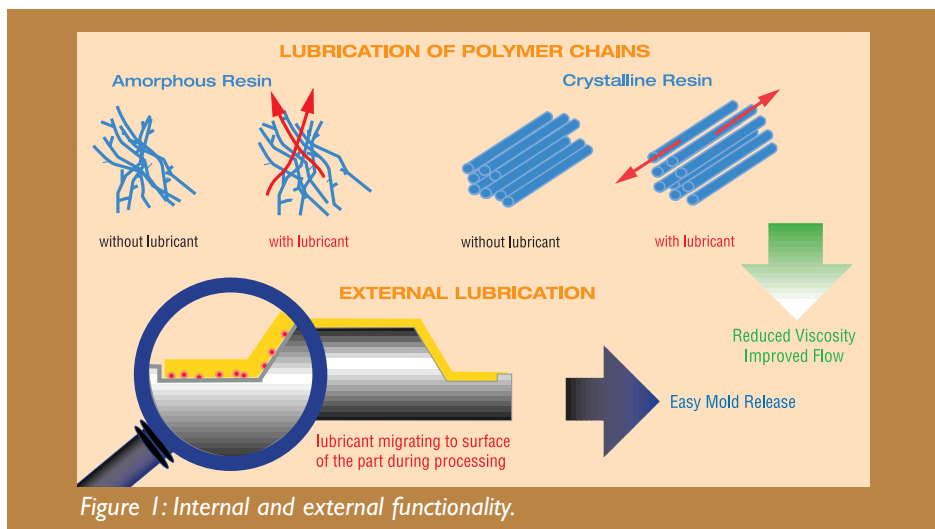 LUBRICATION OF POLYMER CHAINS
Amorphous Resin
Crystalline Resin
without lubricant
with lubricant
without lubricant
with lubricant
EXTERNAL LUBRICATION
Reduced Viscosity
Improved Flow
Easy Mold Release
lubricant migrating to surface
of the part during processing
Figure 1: Internal and external functionality.